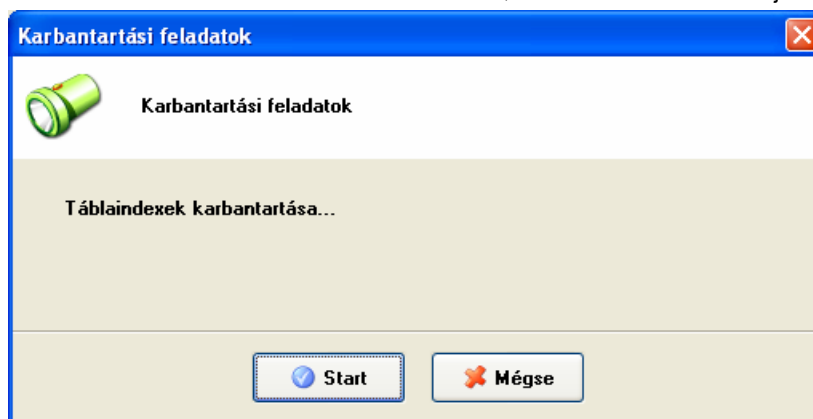 Karbantartási feladatok
Karbantartási feladatok
Táblaindexek karbantartása...
Start
Mégse